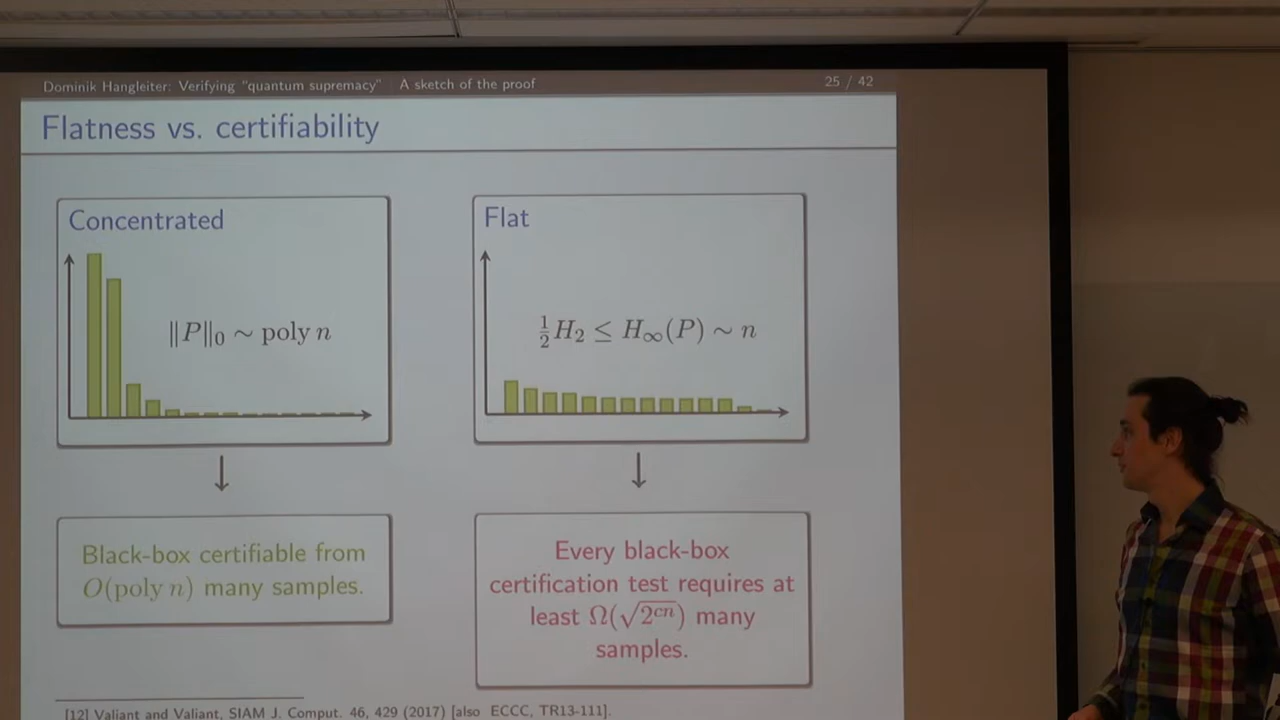 Dominik Hangleiter: Verifying "quantum supremacy" A sketch of the proof 25 / 42
Flatness vs. certifiability
Concentrated
‖P‖₀ ∼ poly n
Flat
½H₂ ≤ H∞(P) ∼ n
Black-box certifiable from
O(poly n) many samples.
Every black-box
certification test requires at
least Ω(√2ᶜⁿ) many
samples.
[12] Valiant and Valiant, SIAM J. Comput. 46, 429 (2017) [also ECCC, TR13-111].